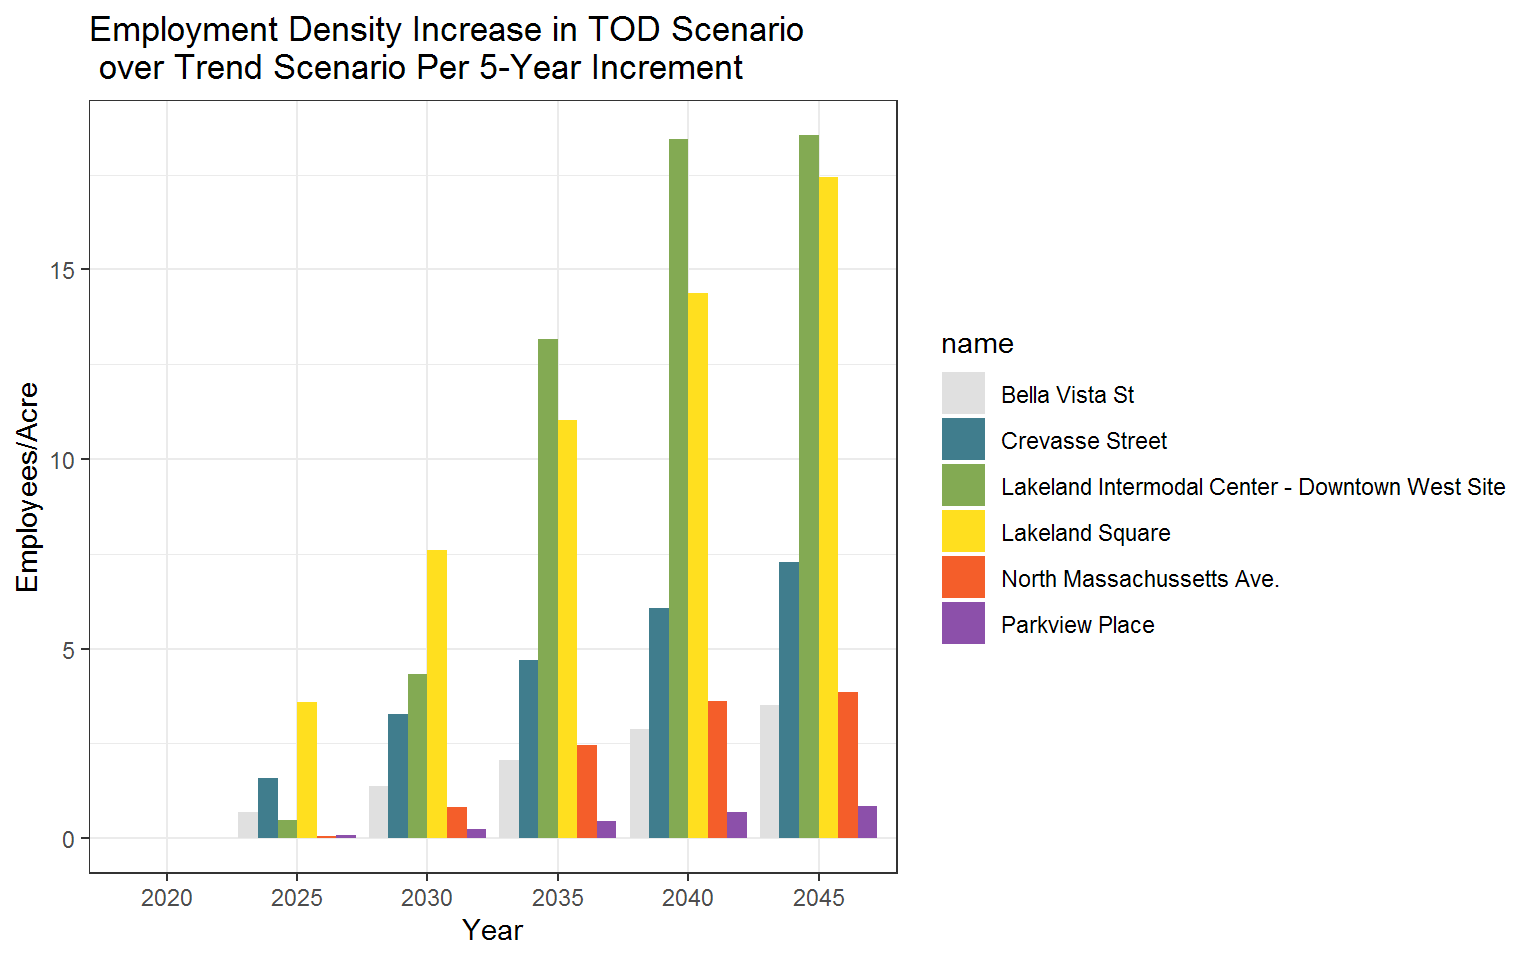 Employment Density Increase in TOD Scenario
over Trend Scenario Per 5-Year Increment
Employees/Acre
15
10
5
0
2020 2025 2030 2035 2040 2045
Year
name
Bella Vista St
Crevasse Street
Lakeland Intermodal Center - Downtown West Site
Lakeland Square
North Massachussetts Ave.
Parkview Place